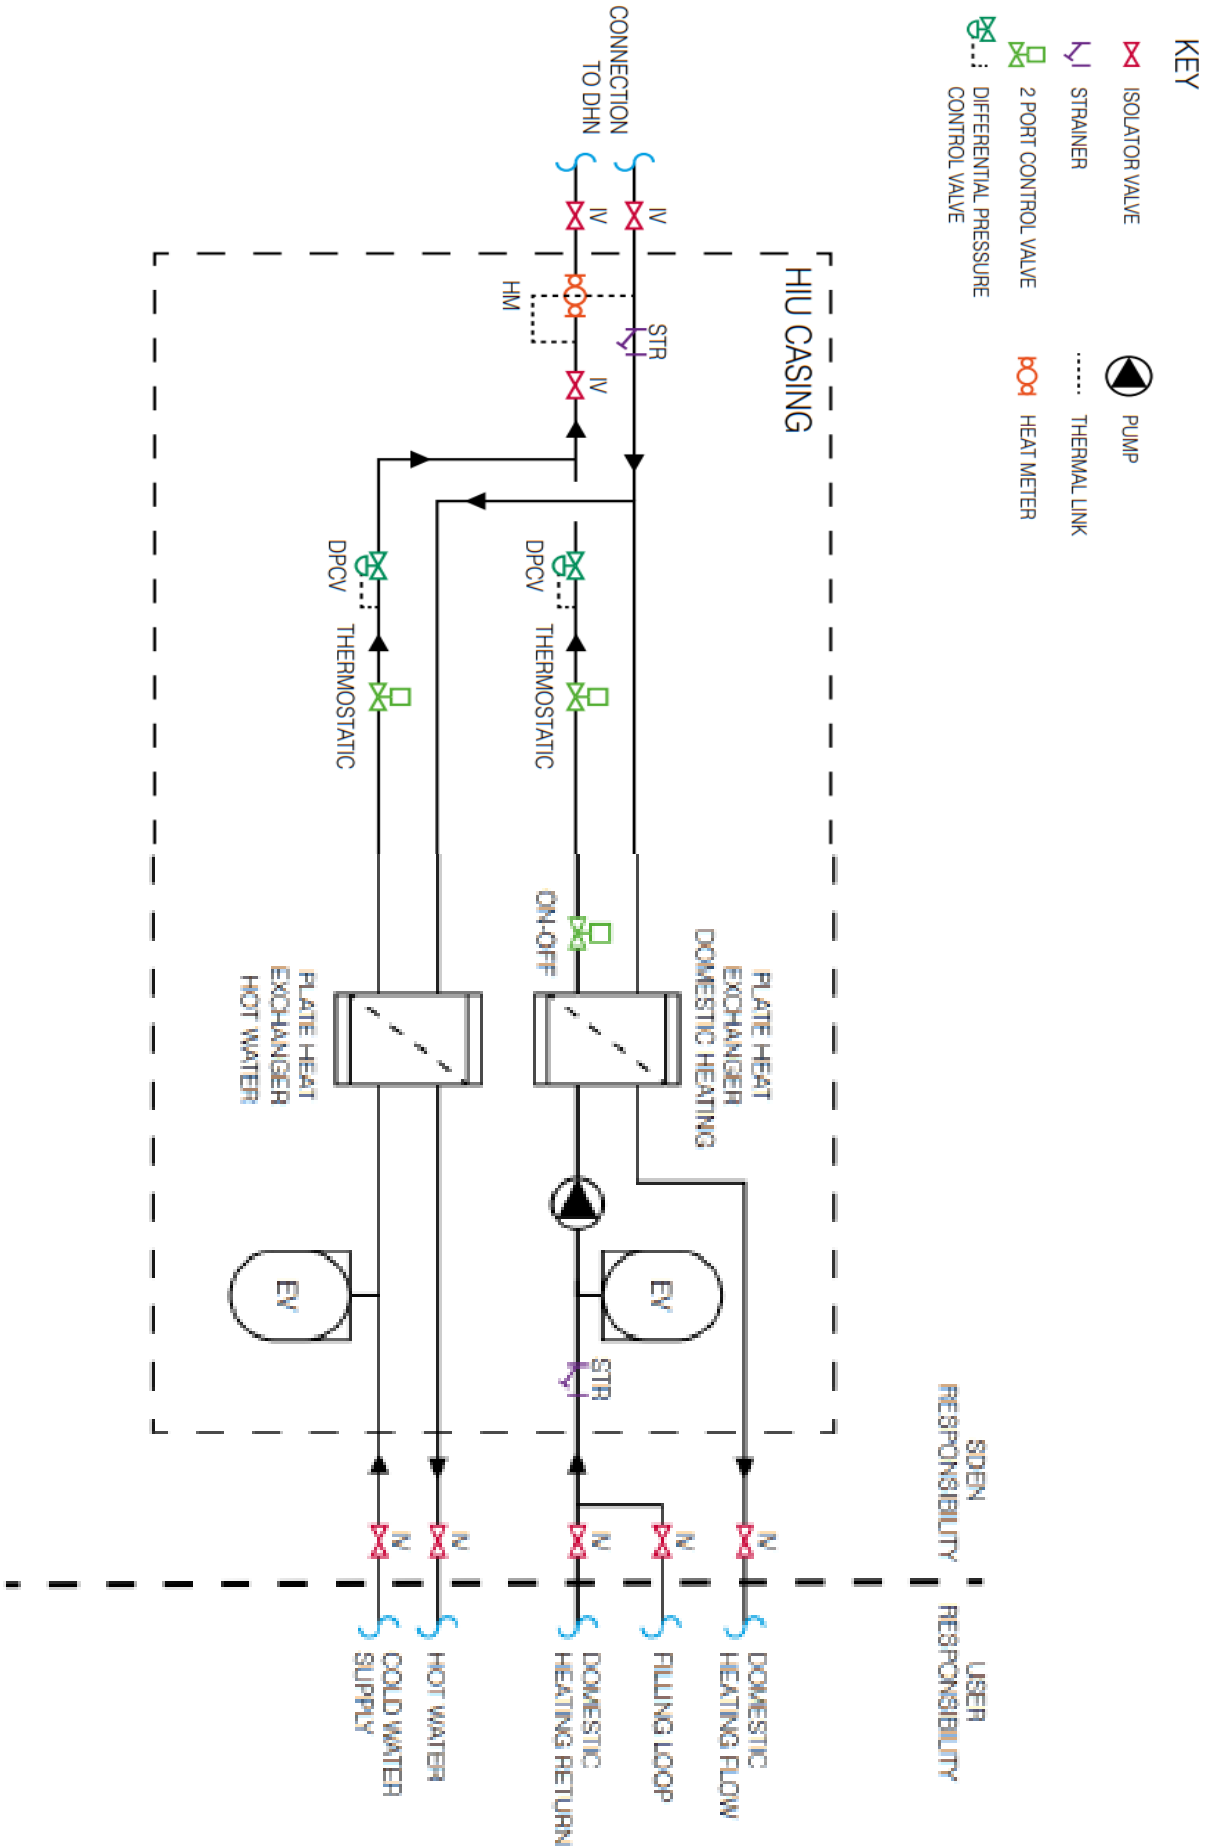 KEY
ISOLATOR VALVE
STRAINER
2 PORT CONTROL VALVE
DIFFERENTIAL PRESSURE
CONTROL VALVE
PUMP
THERMAL LINK
HEAT METER
CONNECTION
TO DHN
IV
IV
HIU CASING
HM
STR
IV
DPCV
DPCV
THERMOSTATIC
THERMOSTATIC
ON-OFF
PLATE HEAT
EXCHANGER
DOMESTIC HEATING
PLATE HEAT
EXCHANGER
HOT WATER
EV
EV
STR
SDEN
RESPONSIBILITY
USER
RESPONSIBILITY
IV
IV
IV
IV
IV
DOMESTIC
HEATING FLOW
FILLING LOOP
DOMESTIC
HEATING RETURN
HOT WATER
COLD WATER
SUPPLY